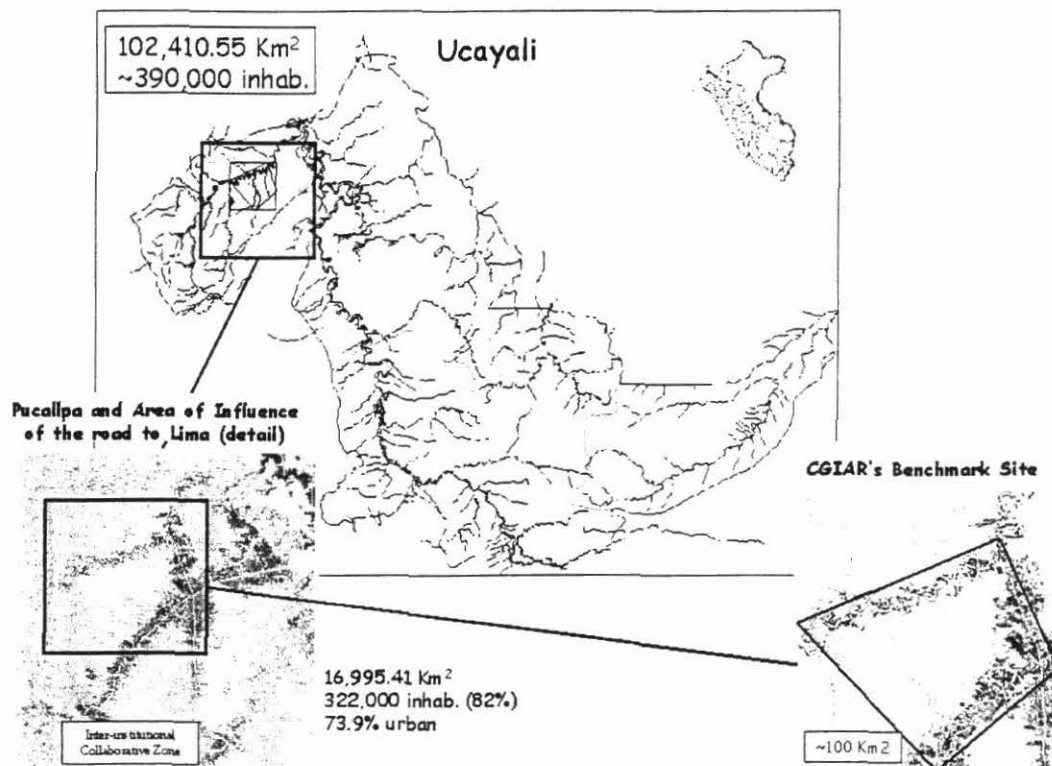 102,410.55 Km²
~390,000 inhab.
Ucayali
Pucallpa and Area of Influence
of the road to Lima (detail)
CGIAR's Benchmark Site
16,995.41 Km²
322,000 inhab. (82%)
73.9% urban
Inter-institutional
Collaborative Zone
~100 Km2